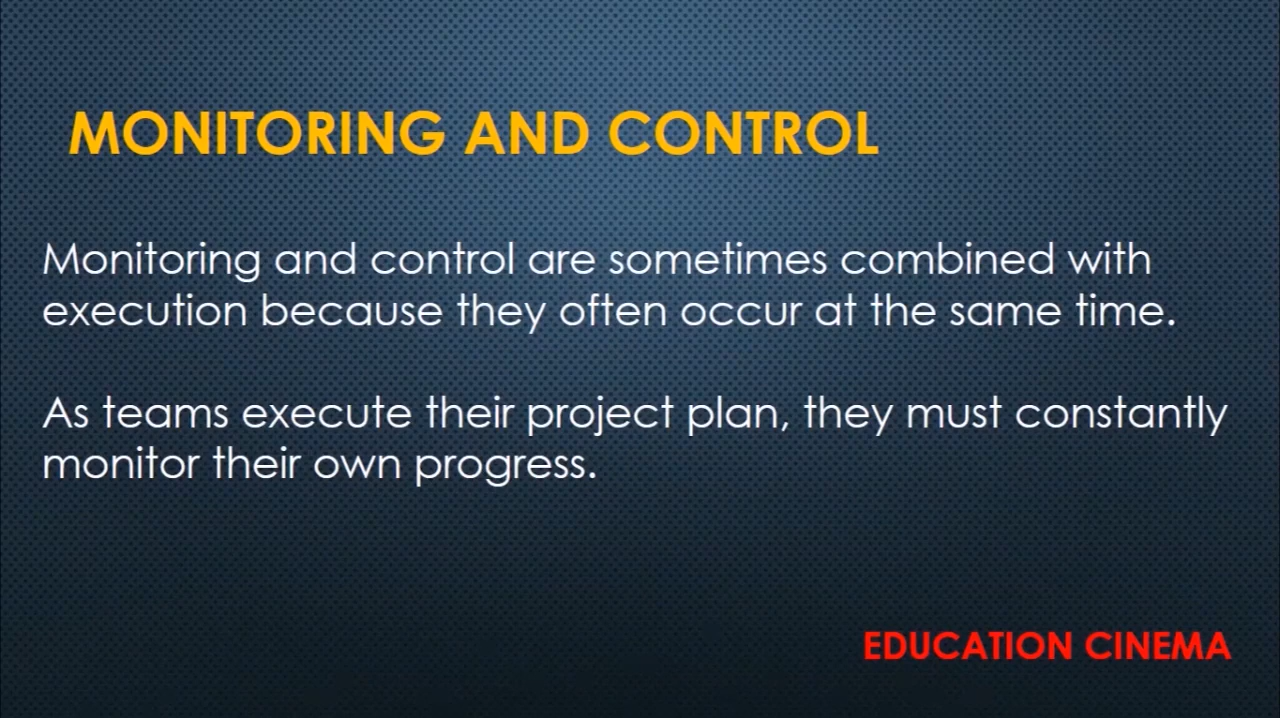 MONITORING AND CONTROL
Monitoring and control are sometimes combined with
execution because they often occur at the same time.
As teams execute their project plan, they must constantly
monitor their own progress.
EDUCATION CINEMA